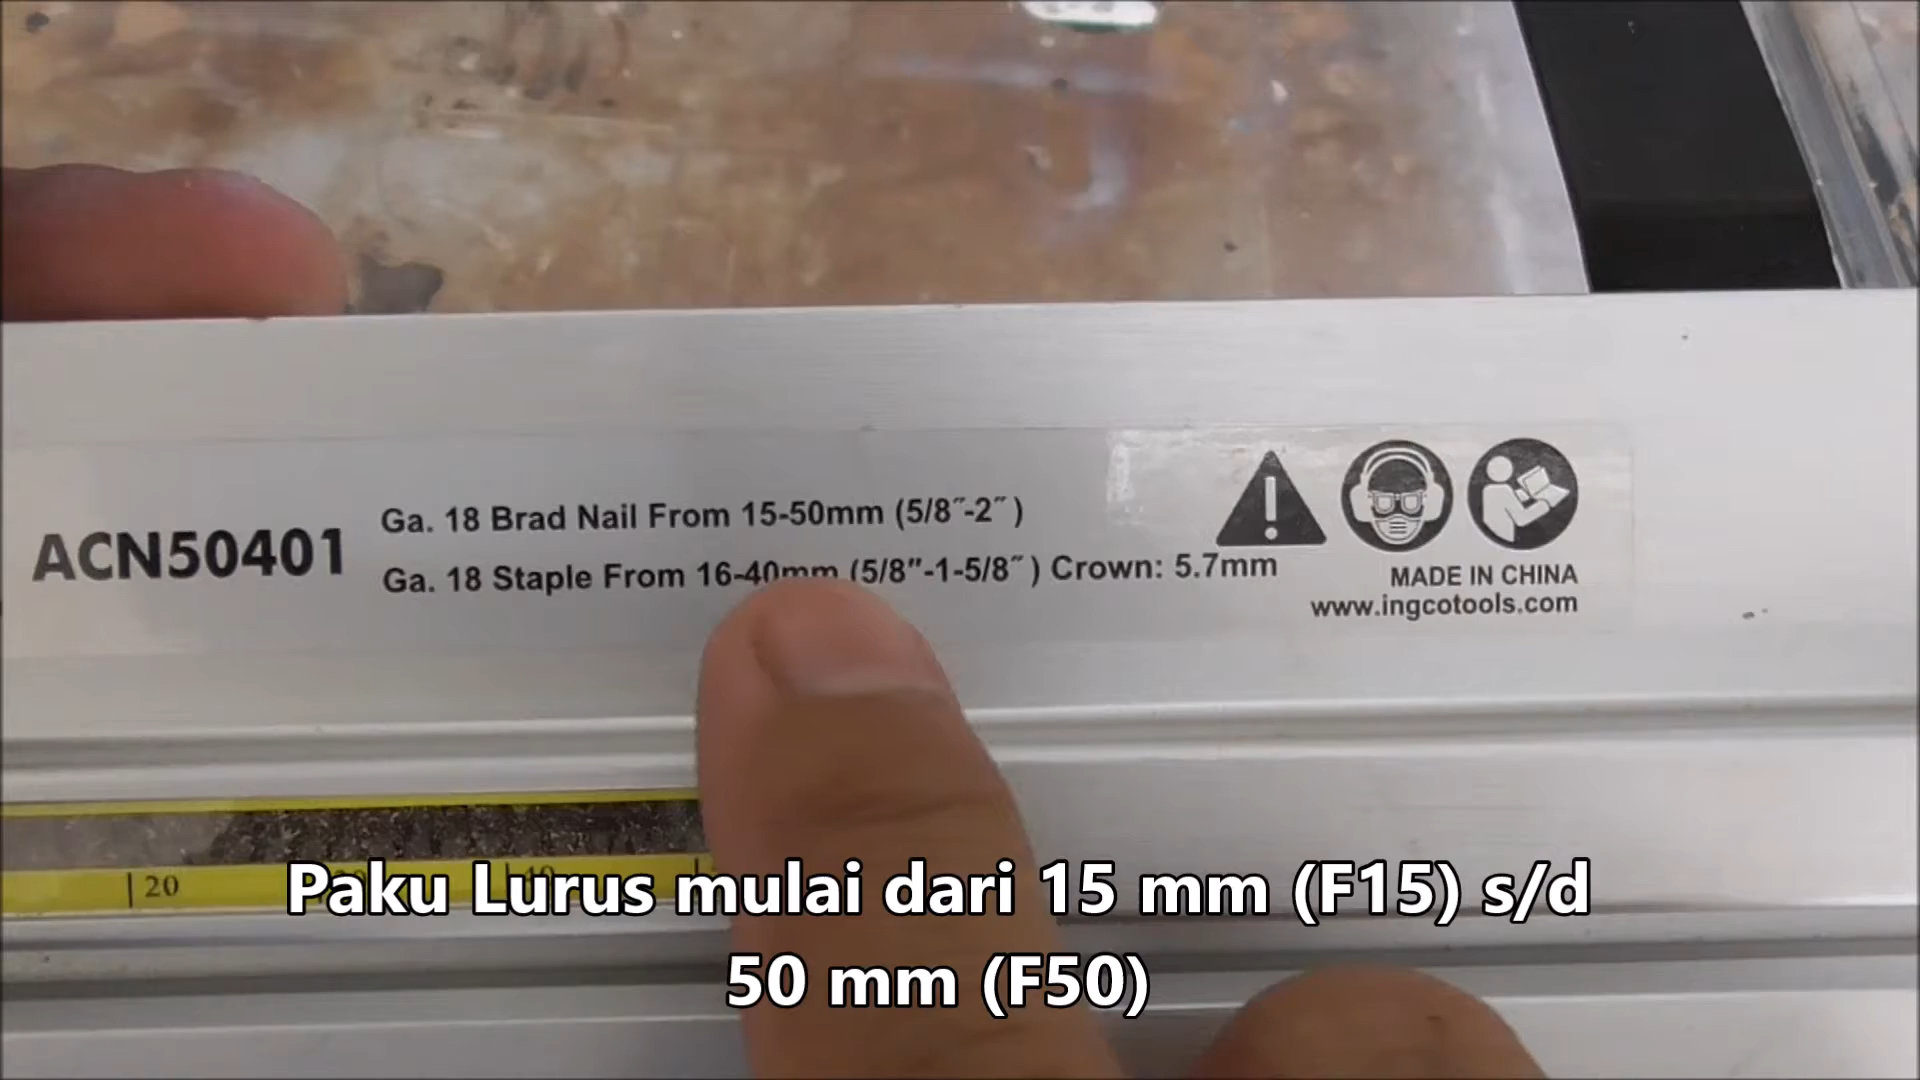 ACN50401
Ga. 18 Brad Nail From 15-50mm (5/8″-2″)
Ga. 18 Staple From 16-40mm (5/8″-1-5/8″) Crown: 5.7mm
MADE IN CHINA
www.ingcotools.com
20
40
Paku Lurus mulai dari 15 mm (F15) s/d
50 mm (F50)